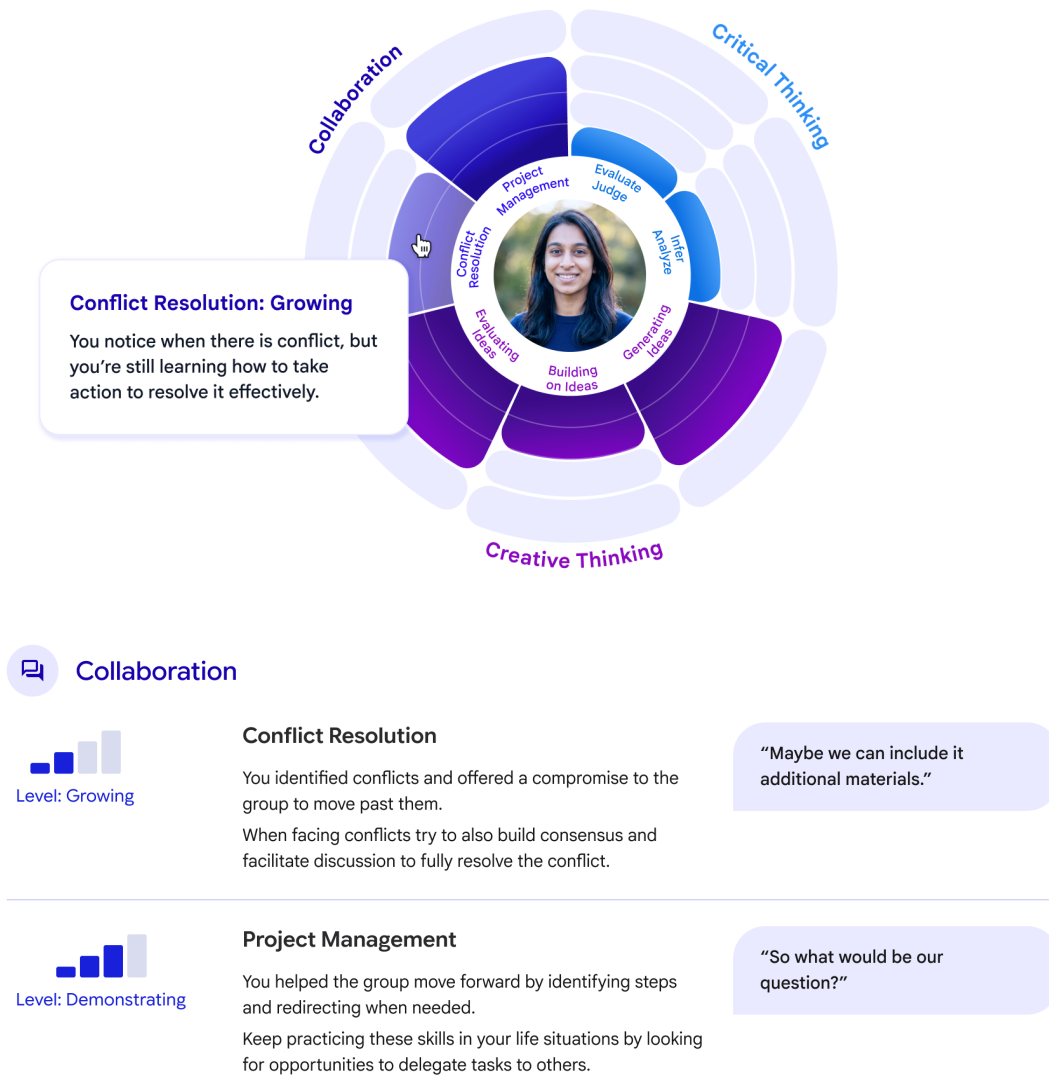 Collaboration
Critical Thinking
Project
Management
Evaluate
Judge
Conflict
Resolution
Infer
Analyze
Evaluating
Ideas
Generating
Ideas
Building
on Ideas
Creative Thinking
Conflict Resolution: Growing
You notice when there is conflict, but
you’re still learning how to take
action to resolve it effectively.
Collaboration
Level: Growing
Conflict Resolution
You identified conflicts and offered a compromise to the
group to move past them.
When facing conflicts try to also build consensus and
facilitate discussion to fully resolve the conflict.
“Maybe we can include it
additional materials.”
Level: Demonstrating
Project Management
You helped the group move forward by identifying steps
and redirecting when needed.
Keep practicing these skills in your life situations by looking
for opportunities to delegate tasks to others.
“So what would be our
question?”